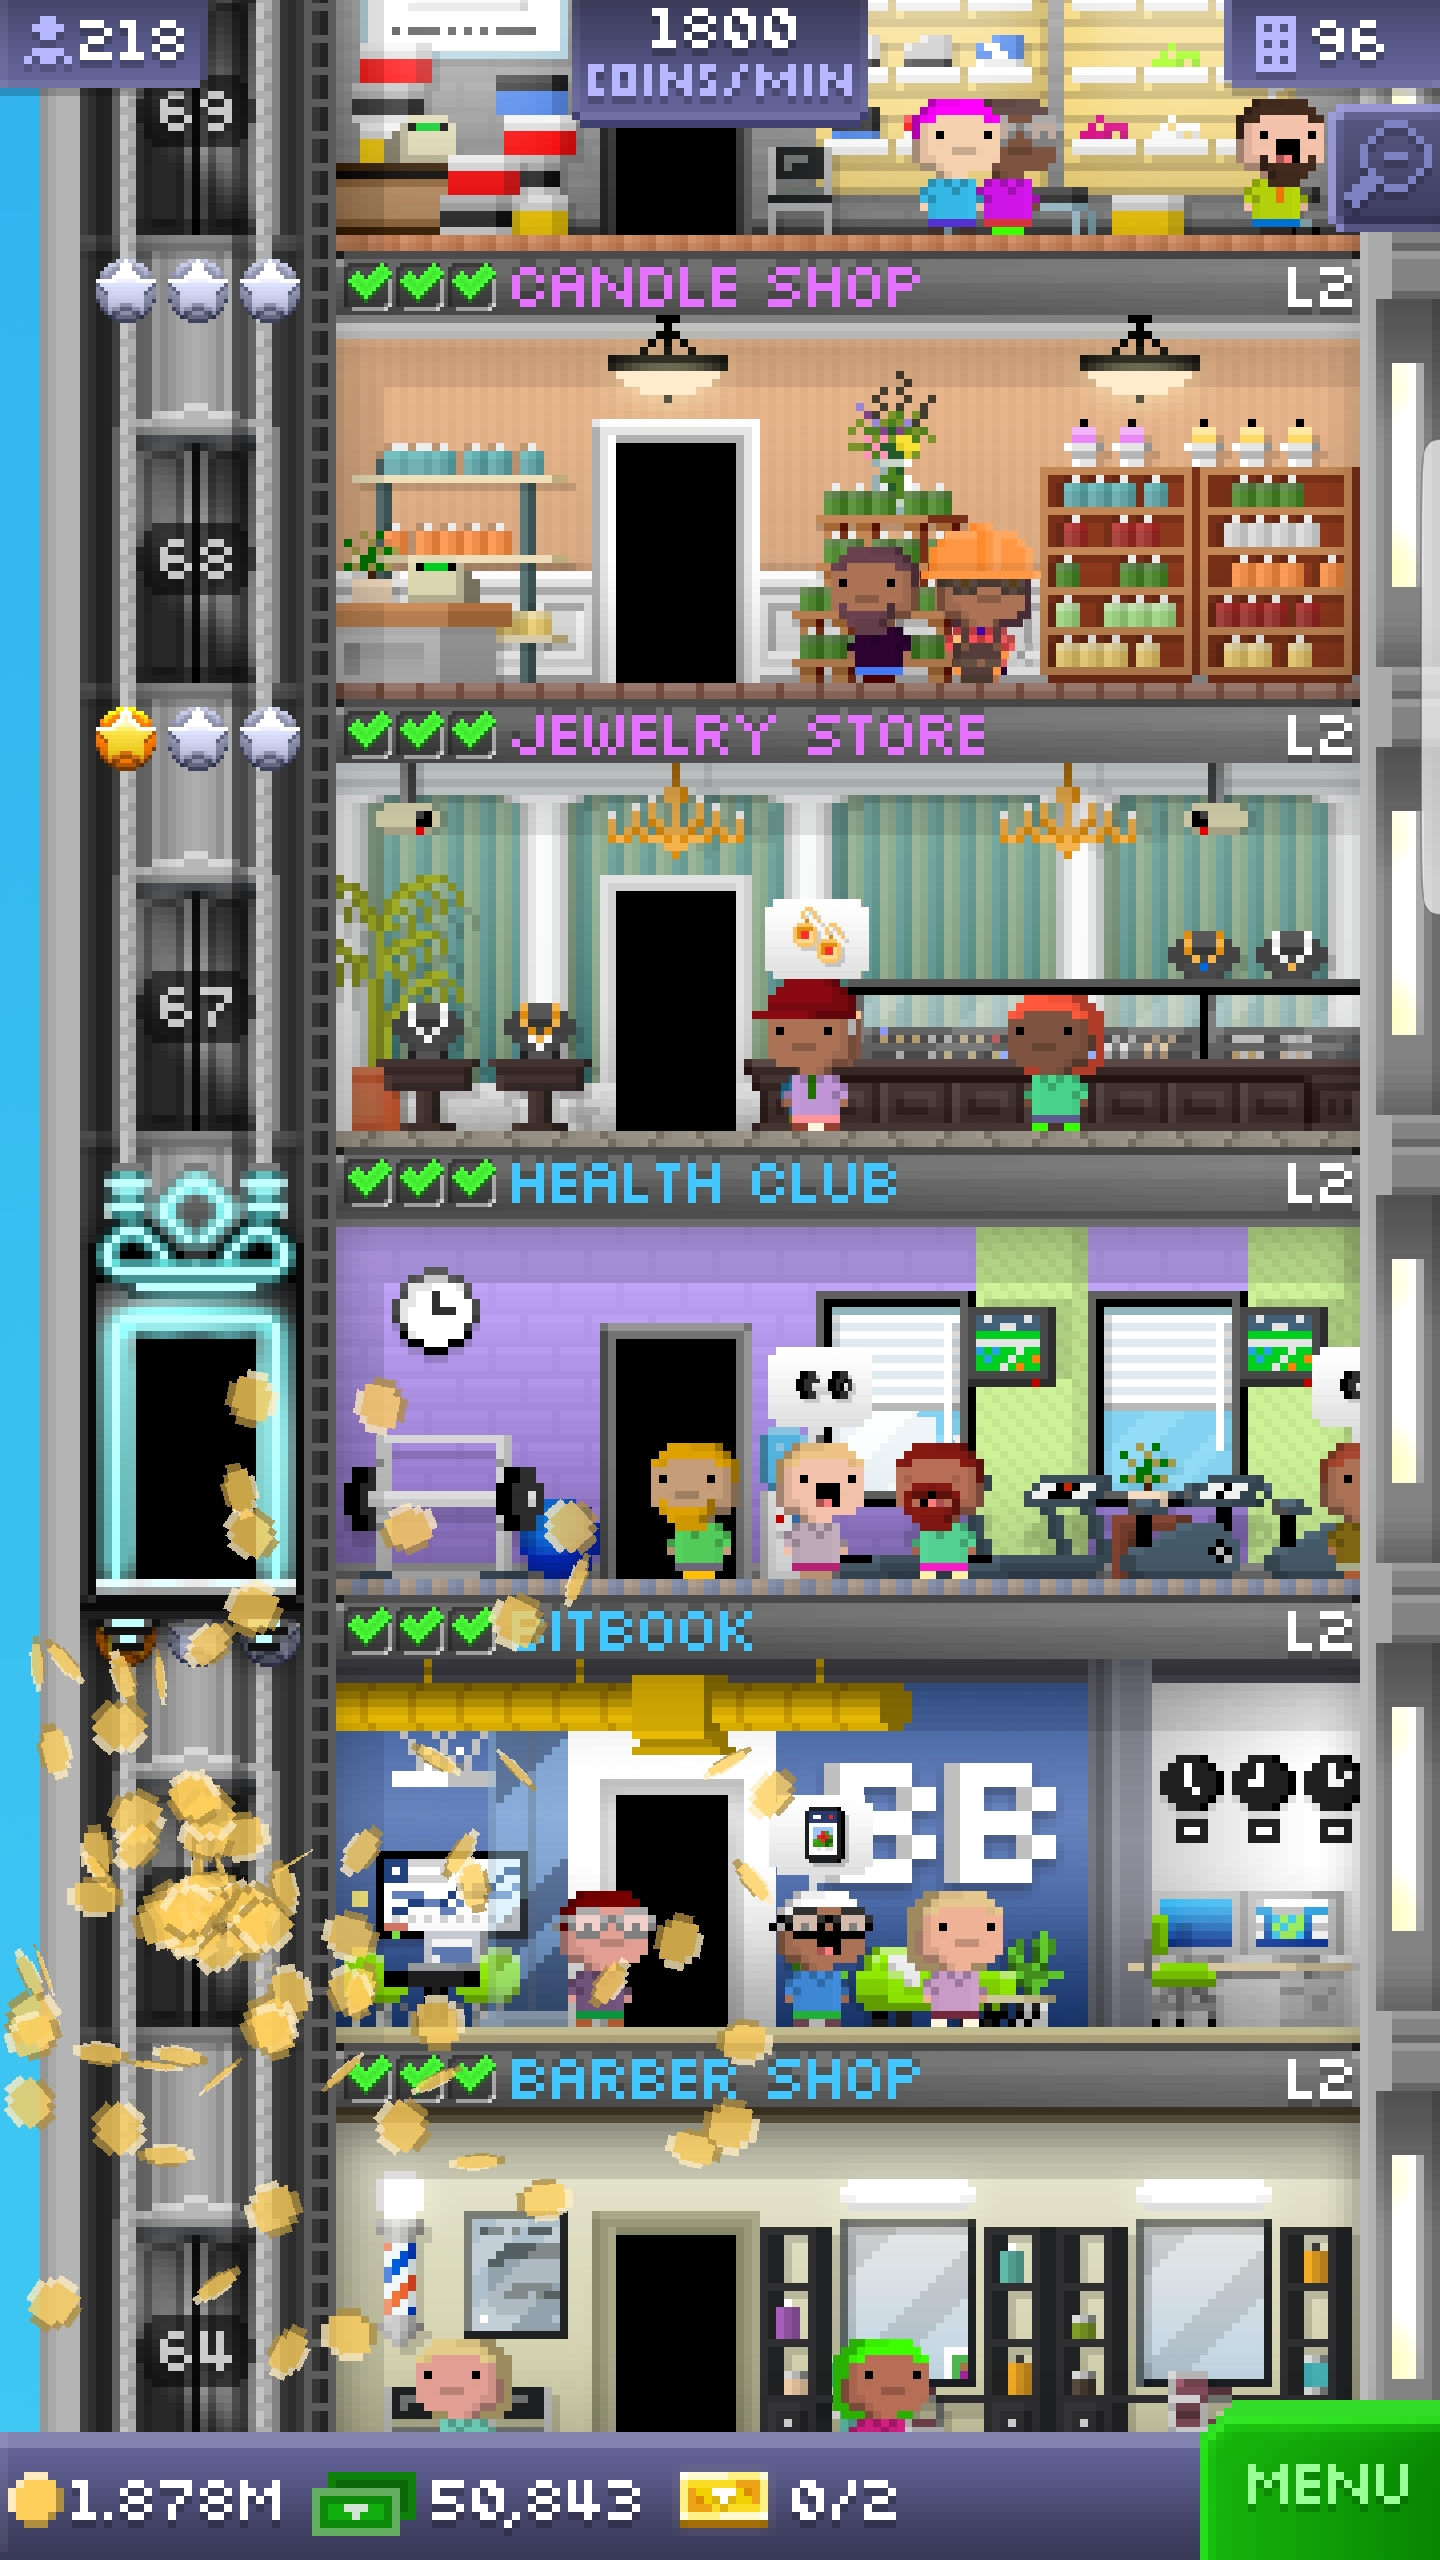 218
1800
COINS/MIN
96
69
CANDLE SHOP L2
68
JEWELRY STORE L2
67
HEALTH CLUB L2
BITBOOK L2
BB
BARBER SHOP L2
64
1.878M 50,843 0/2 MENU